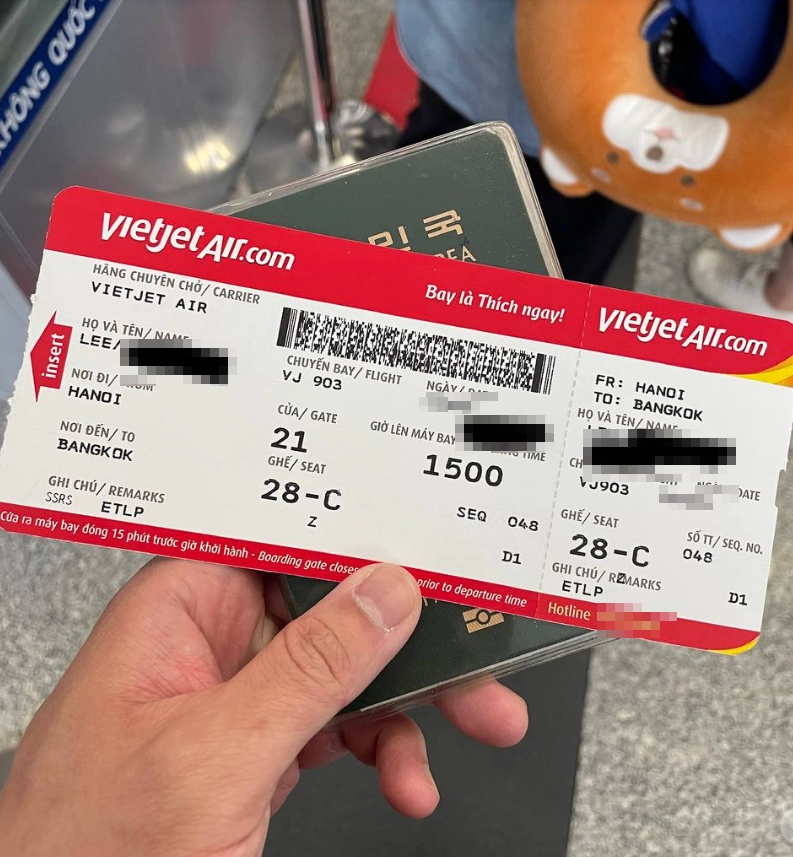 KHÔNG QUỐC
민국
REA
vietjetAir.com
Bay là Thích ngay!
HÃNG CHUYÊN CHỞ/ CARRIER
VIETJET AIR
HỌ VÀ TÊN/ NAME
LEE/
insert
NƠI ĐI/
HANOI
NƠI ĐẾN/ TO
BANGKOK
GHI CHÚ/ REMARKS
SSRS ETLP
CHUYẾN BAY/ FLIGHT
VJ 903
NGÀY/
CỬA/ GATE
21
GIỜ LÊN MÁY BAY
TIME
1500
GHẾ/ SEAT
28-C
Z
SEQ 048
D1
Cửa ra máy bay đóng 15 phút trước giờ khởi hành - Boarding gate closes prior to departure time
vietjetAir.com
FR: HANOI
TO: BANGKOK
HỌ VÀ TÊN/ NAME
VJ903
DATE
GHẾ/ SEAT
28-C
Z
SỐ TT/ SEQ. NO.
048
GHI CHÚ/ REMARKS
ETLP
D1
Hotline